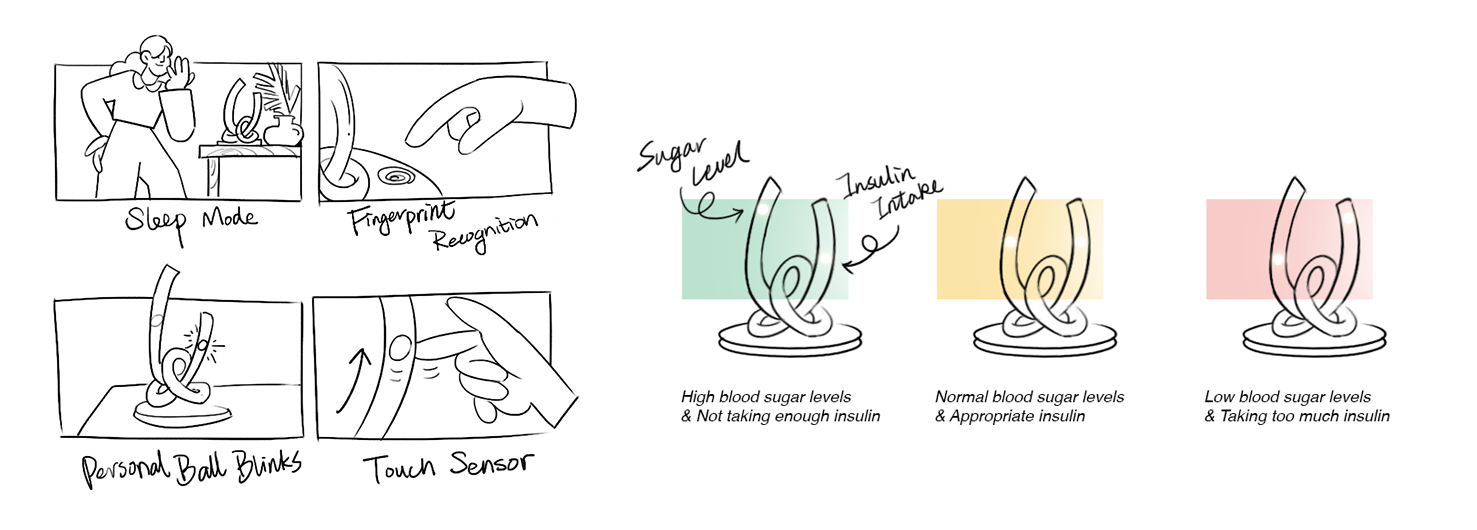 Sleep Mode
Fingerprint
Recognition
Personal Ball Blinks
Touch Sensor
Sugar
Level
Insulin
Intake
High blood sugar levels
& Not taking enough insulin
Normal blood sugar levels
& Appropriate insulin
Low blood sugar levels
& Taking too much insulin